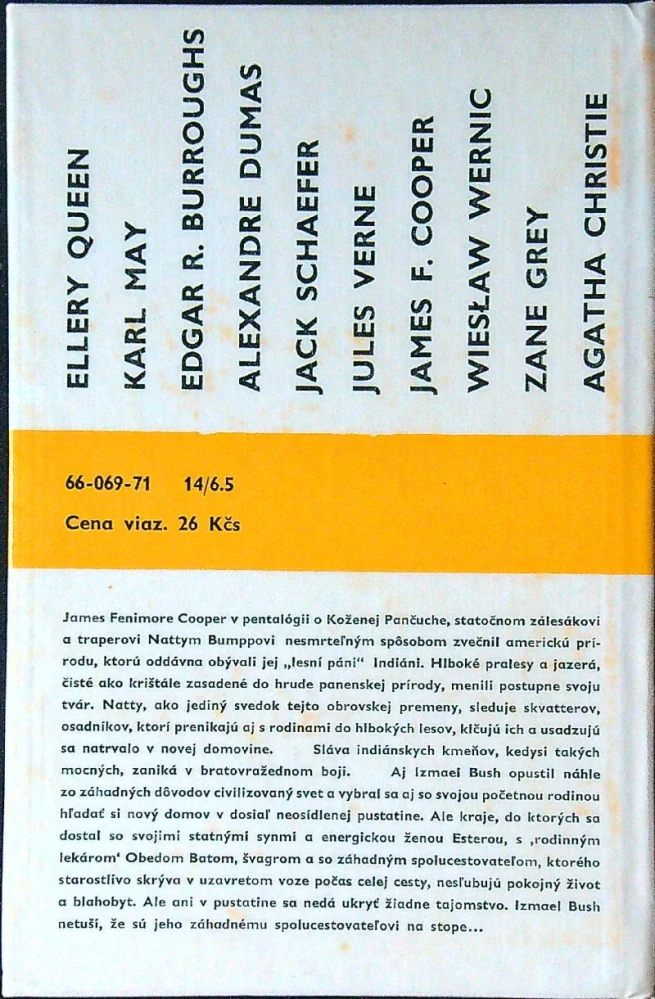 ELLERY QUEEN
KARL MAY
EDGAR R. BURROUGHS
ALEXANDRE DUMAS
JACK SCHAEFER
JULES VERNE
JAMES F. COOPER
WIESŁAW WERNIC
ZANE GREY
AGATHA CHRISTIE
66-069-71 14/6.5
Cena viaz. 26 Kčs
James Fenimore Cooper v pentalógii o Koženej Pančuche, statočnom zálesákovi
a traperovi Nattym Bumppovi nesmrteľným spôsobom zvečnil americkú prí-
rodu, ktorú oddávna obývali jej „lesní páni“ Indiáni. Hlboké pralesy a jazerá,
čisté ako krištále zasadené do hrude panenskej prírody, menili postupne svoju
tvár. Natty, ako jediný svedok tejto obrovskej premeny, sleduje skvatterov,
osadníkov, ktorí prenikajú aj s rodinami do hlbokých lesov, klčujú ich a usadzujú
sa natrvalo v novej domovine. Sláva indiánskych kmeňov, kedysi takých
mocných, zaniká v bratovražednom boji. Aj Izmael Bush opustil náhle
zo záhadných dôvodov civilizovaný svet a vybral sa aj so svojou početnou rodinou
hľadať si nový domov v dosiaľ neosídlenej pustatine. Ale kraje, do ktorých sa
dostal so svojimi statnými synmi a energickou ženou Esterou, s ‚rodinným
lekárom‘ Obedom Batom, švagrom a so záhadným spolucestovateľom, ktorého
starostlivo skrýva v uzavretom voze počas celej cesty, nesľubujú pokojný život
a blahobyt. Ale ani v pustatine sa nedá ukryť žiadne tajomstvo. Izmael Bush
netuší, že sú jeho záhadnému spolucestovateľovi na stope...